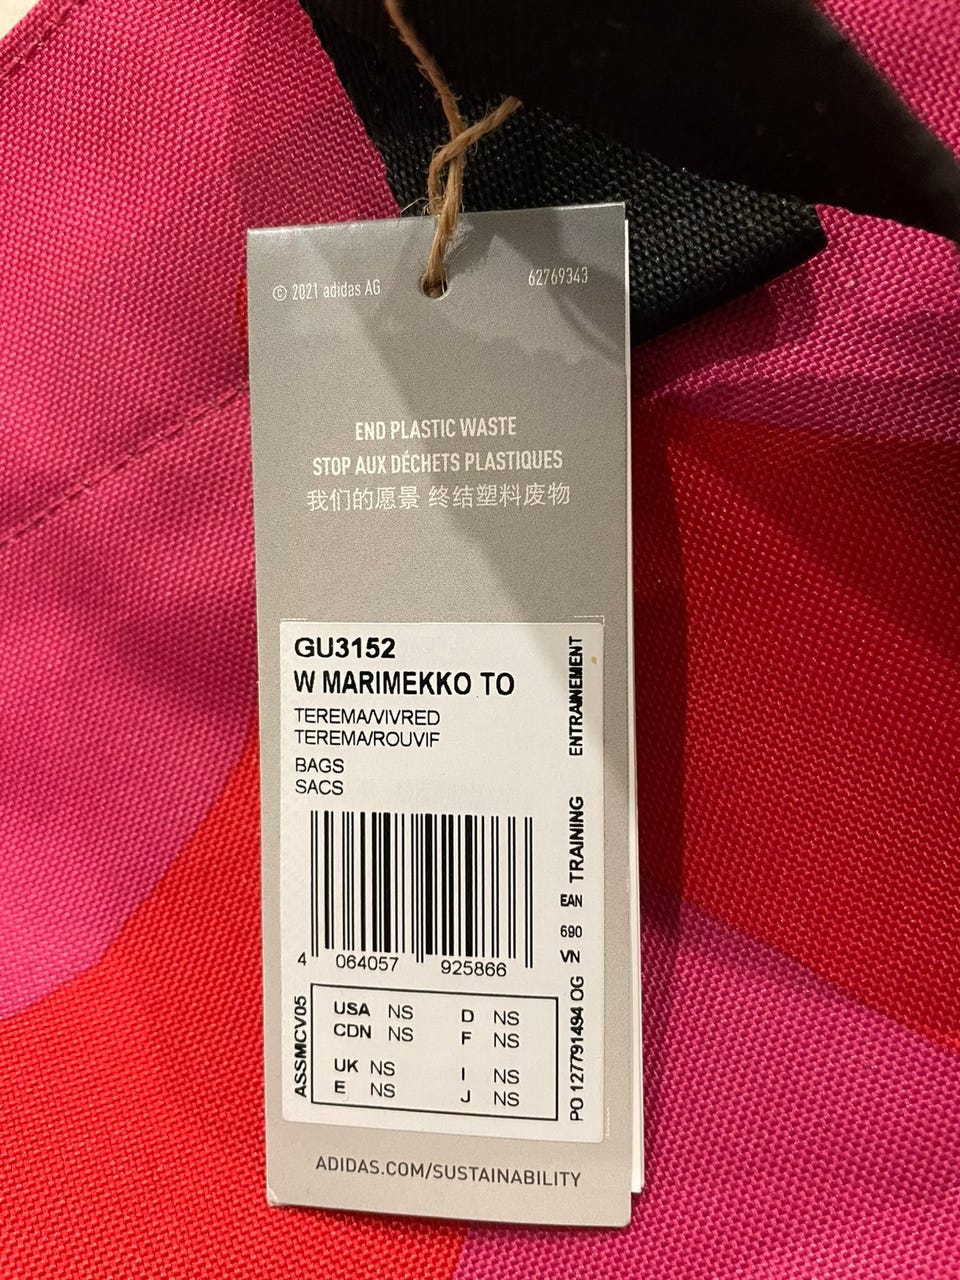 © 2021 adidas AG
62769343
END PLASTIC WASTE
STOP AUX DÉCHETS PLASTIQUES
我们的愿景 终结塑料废物
GU3152
W MARIMEKKO TO
TEREMA/VIVRED
TEREMA/ROUVIF
BAGS
SACS
4 064057 925866
ENTRAINEMENT
TRAINING
EAN
690
VN
PO 127791494 OG
ASSMCV05
USA NS D NS
CDN NS F NS
UK NS I NS
E NS J NS
ADIDAS.COM/SUSTAINABILITY